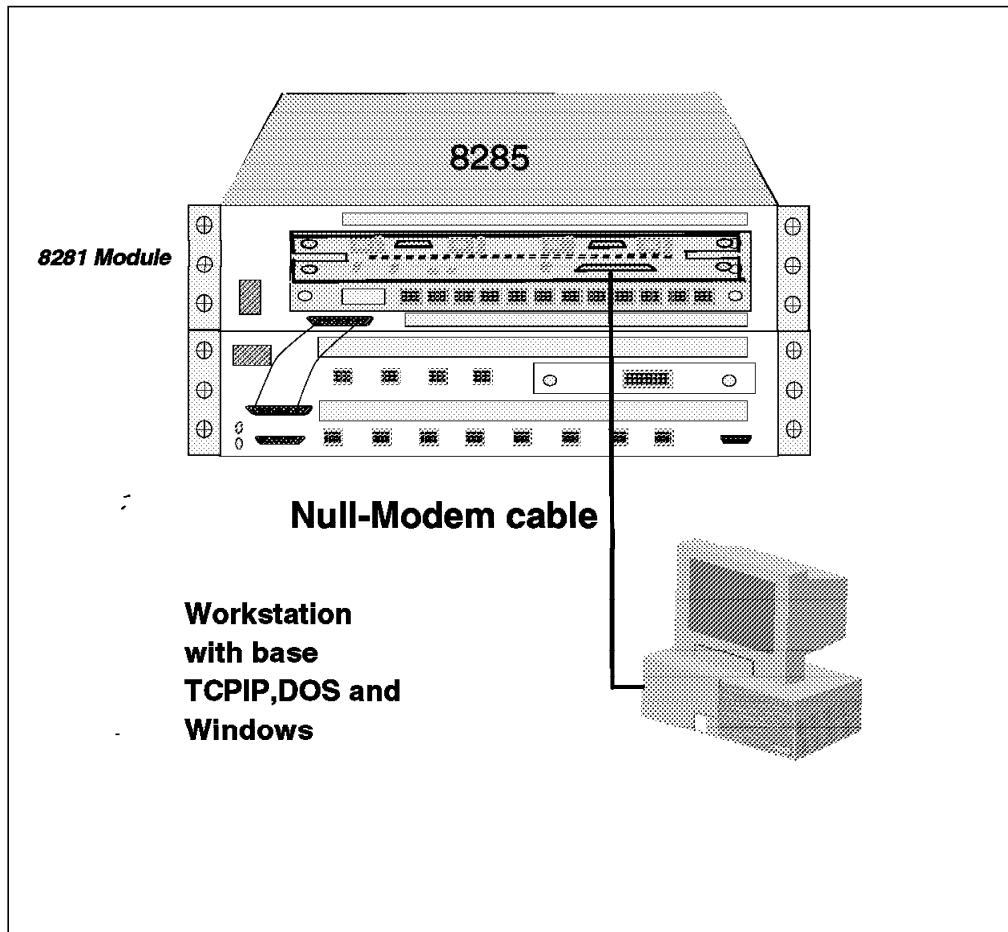 8285
8281 Module
Null-Modem cable
Workstation
with base
TCPIP,DOS and
Windows